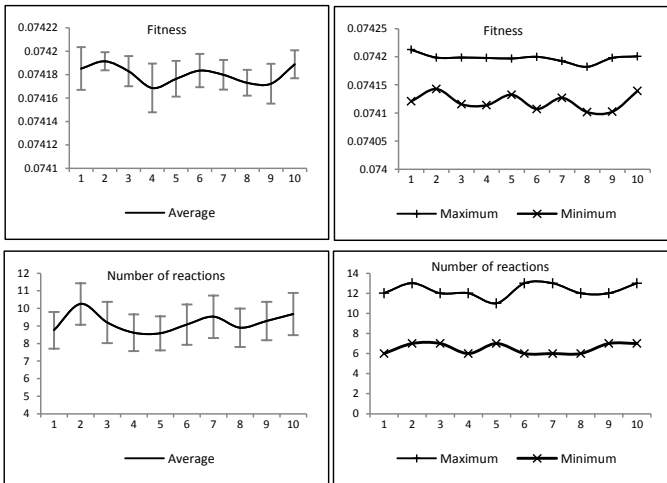 Fitness
0.07422
0.0742
0.07418
0.07416
0.07414
0.07412
0.0741
1 2 3 4 5 6 7 8 9 10
Average
Fitness
0.07425
0.0742
0.07415
0.0741
0.07405
0.074
1 2 3 4 5 6 7 8 9 10
Maximum Minimum
Number of reactions
12
11
10
9
8
7
6
5
4
1 2 3 4 5 6 7 8 9 10
Average
Number of reactions
14
12
10
8
6
4
2
0
1 2 3 4 5 6 7 8 9 10
Maximum Minimum